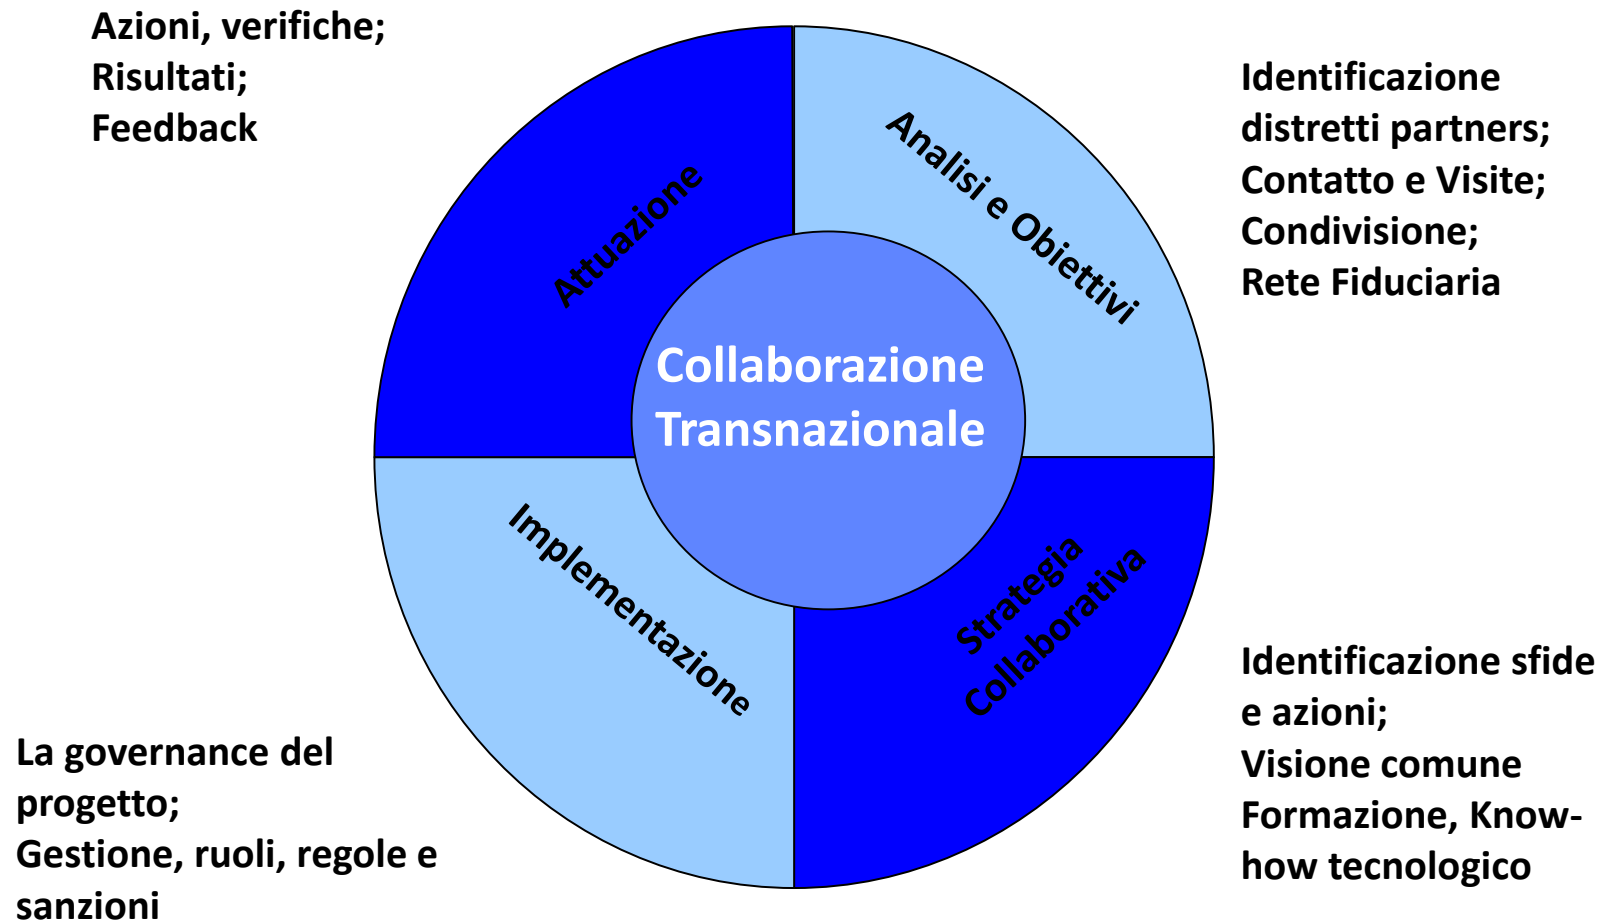 Azioni, verifiche;
Risultati;
Feedback
Identificazione
distretti partners;
Contatto e Visite;
Condivisione;
Rete Fiduciaria
Attuazione
Analisi e Obiettivi
Collaborazione
Transnazionale
Implementazione
Strategia
Collaborativa
La governance del
progetto;
Gestione, ruoli, regole e
sanzioni
Identificazione sfide
e azioni;
Visione comune
Formazione, Know-
how tecnologico